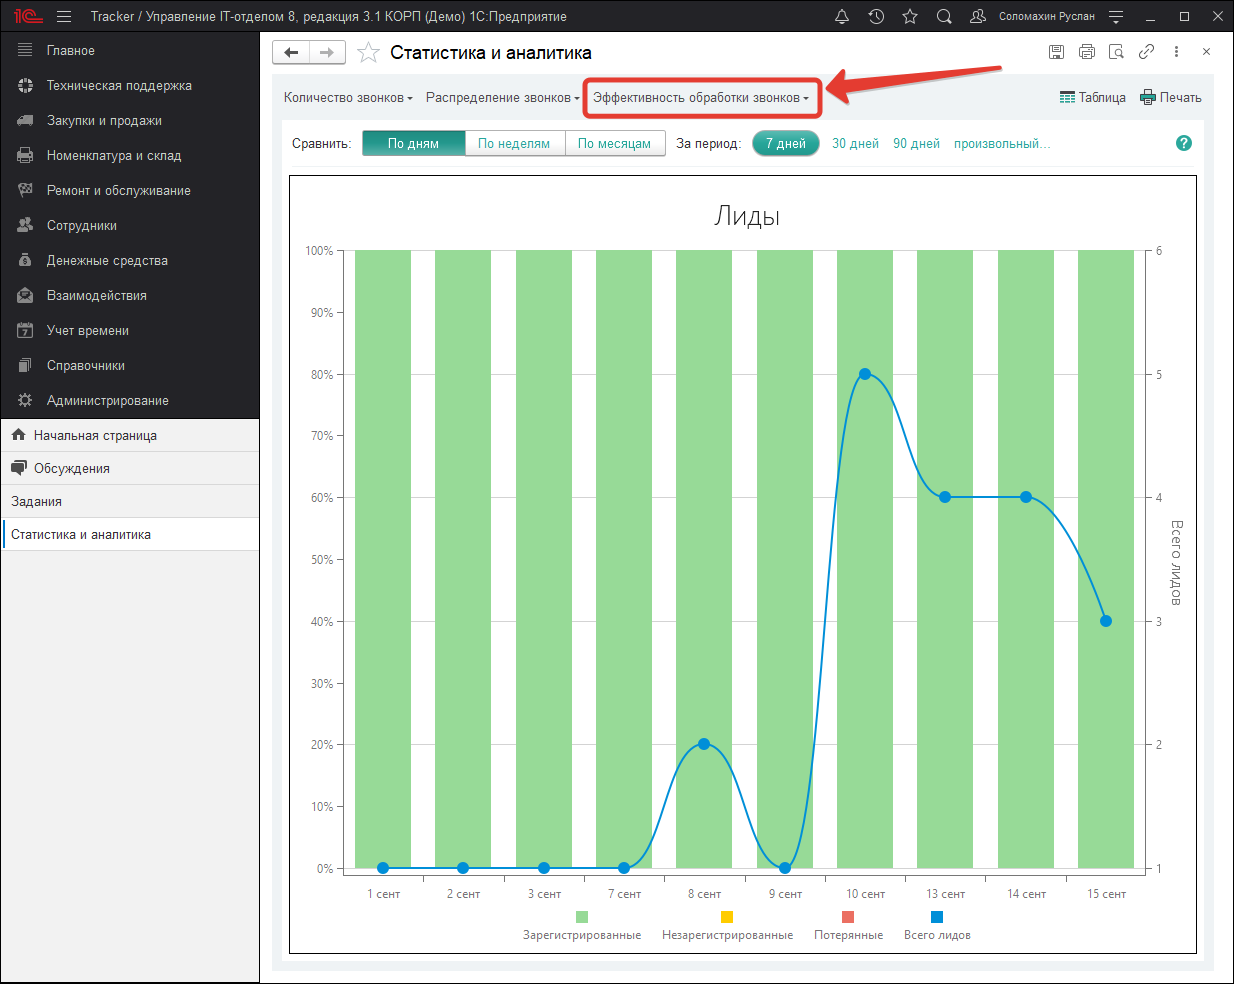 1С Tracker / Управление IT-отделом 8, редакция 3.1 КОРП (Демо) 1С:Предприятие
Соломахин Руслан
Главное
Техническая поддержка
Закупки и продажи
Номенклатура и склад
Ремонт и обслуживание
Сотрудники
Денежные средства
Взаимодействия
7 Учет времени
Справочники
Администрирование
Начальная страница
Обсуждения
Задания
Статистика и аналитика
Статистика и аналитика
Количество звонков Распределение звонков Эффективность обработки звонков Таблица Печать
Сравнить: По дням По неделям По месяцам За период: 7 дней 30 дней 90 дней произвольный... ?
Лиды
100% 6
90%
80% 5
70%
60% 4
50%
40% 3
30%
20% 2
10%
0% 1
Всего лидов
1 сент 2 сент 3 сент 7 сент 8 сент 9 сент 10 сент 13 сент 14 сент 15 сент
Зарегистрированные Незарегистрированные Потерянные Всего лидов